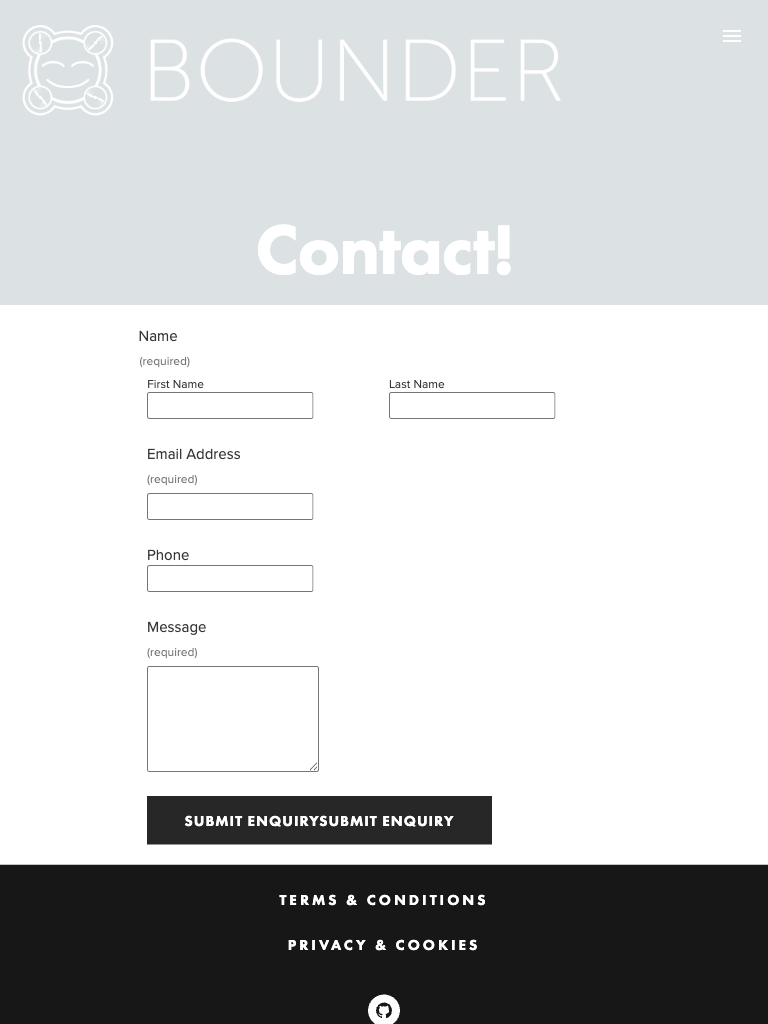 BOUNDER
Contact!
Name
(required)
First Name
Last Name
Email Address
(required)
Phone
Message
(required)
SUBMIT ENQUIRYSUBMIT ENQUIRY
TERMS & CONDITIONS
PRIVACY & COOKIES